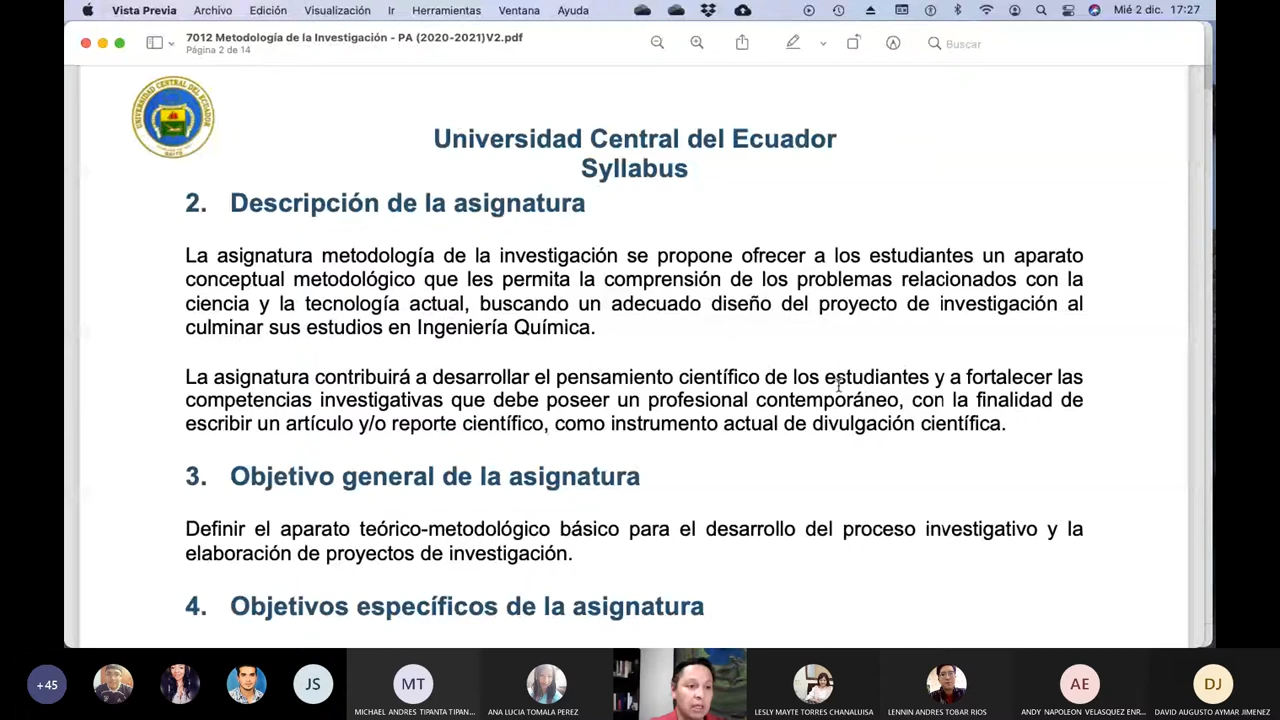 Vista Previa Archivo Edición Visualización Ir Herramientas Ventana Ayuda Mié 2 dic. 17:27
7012 Metodología de la Investigación - PA (2020-2021)V2.pdf
Página 2 de 14
Buscar
UNIVERSIDAD CENTRAL DEL ECUADOR
Universidad Central del Ecuador
Syllabus
2. Descripción de la asignatura
La asignatura metodología de la investigación se propone ofrecer a los estudiantes un aparato
conceptual metodológico que les permita la comprensión de los problemas relacionados con la
ciencia y la tecnología actual, buscando un adecuado diseño del proyecto de investigación al
culminar sus estudios en Ingeniería Química.
La asignatura contribuirá a desarrollar el pensamiento científico de los estudiantes y a fortalecer las
competencias investigativas que debe poseer un profesional contemporáneo, con la finalidad de
escribir un artículo y/o reporte científico, como instrumento actual de divulgación científica.
3. Objetivo general de la asignatura
Definir el aparato teórico-metodológico básico para el desarrollo del proceso investigativo y la
elaboración de proyectos de investigación.
4. Objetivos específicos de la asignatura
+45 JS MT AE DJ
MICHAEL ANDRES TIPANTA TIPAN... ANA LUCIA TOMALA PEREZ LESLY MAYTE TORRES CHANALUISA LENNIN ANDRES TOBAR RIOS ANDY NAPOLEON VELASQUEZ ENR... DAVID AUGUSTO AYMAR JIMENEZ